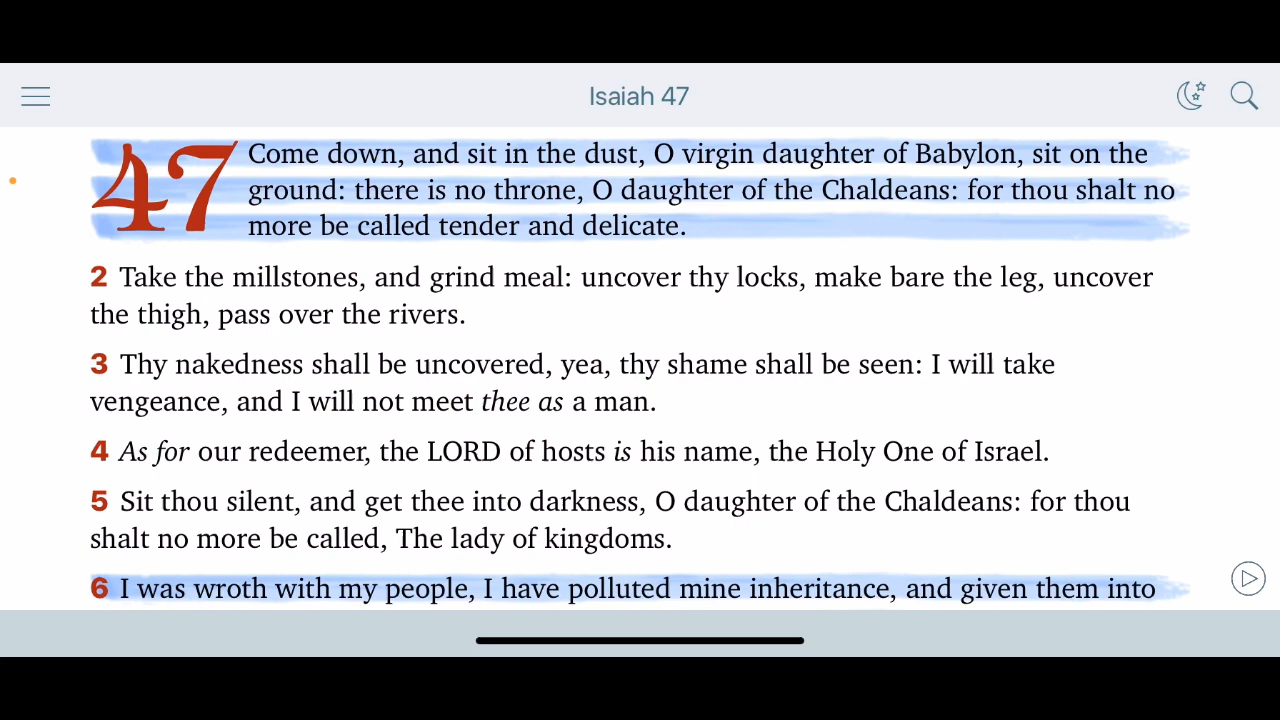 Isaiah 47
47 Come down, and sit in the dust, O virgin daughter of Babylon, sit on the
ground: there is no throne, O daughter of the Chaldeans: for thou shalt no
more be called tender and delicate.
2 Take the millstones, and grind meal: uncover thy locks, make bare the leg, uncover
the thigh, pass over the rivers.
3 Thy nakedness shall be uncovered, yea, thy shame shall be seen: I will take
vengeance, and I will not meet thee as a man.
4 As for our redeemer, the LORD of hosts is his name, the Holy One of Israel.
5 Sit thou silent, and get thee into darkness, O daughter of the Chaldeans: for thou
shalt no more be called, The lady of kingdoms.
6 I was wroth with my people, I have polluted mine inheritance, and given them into